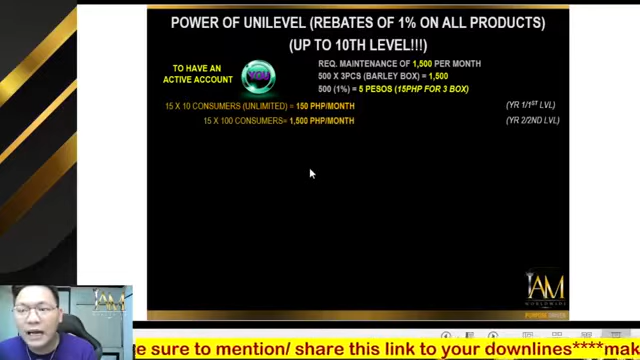 POWER OF UNILEVEL (REBATES OF 1% ON ALL PRODUCTS)
(UP TO 10TH LEVEL!!!)
TO HAVE AN
ACTIVE ACCOUNT
YOU
REQ. MAINTENANCE OF 1,500 PER MONTH
500 X 3PCS (BARLEY BOX) = 1,500
500 (1%) = 5 PESOS (15PHP FOR 3 BOX)
15 X 10 CONSUMERS (UNLIMITED) = 150 PHP/MONTH (YR 1/1ST LVL)
15 X 100 CONSUMERS= 1,500 PHP/MONTH (YR 2/2ND LVL)
IAM
WORLDWIDE
IAM
ge sure to mention/ share this link to your downlines****mak